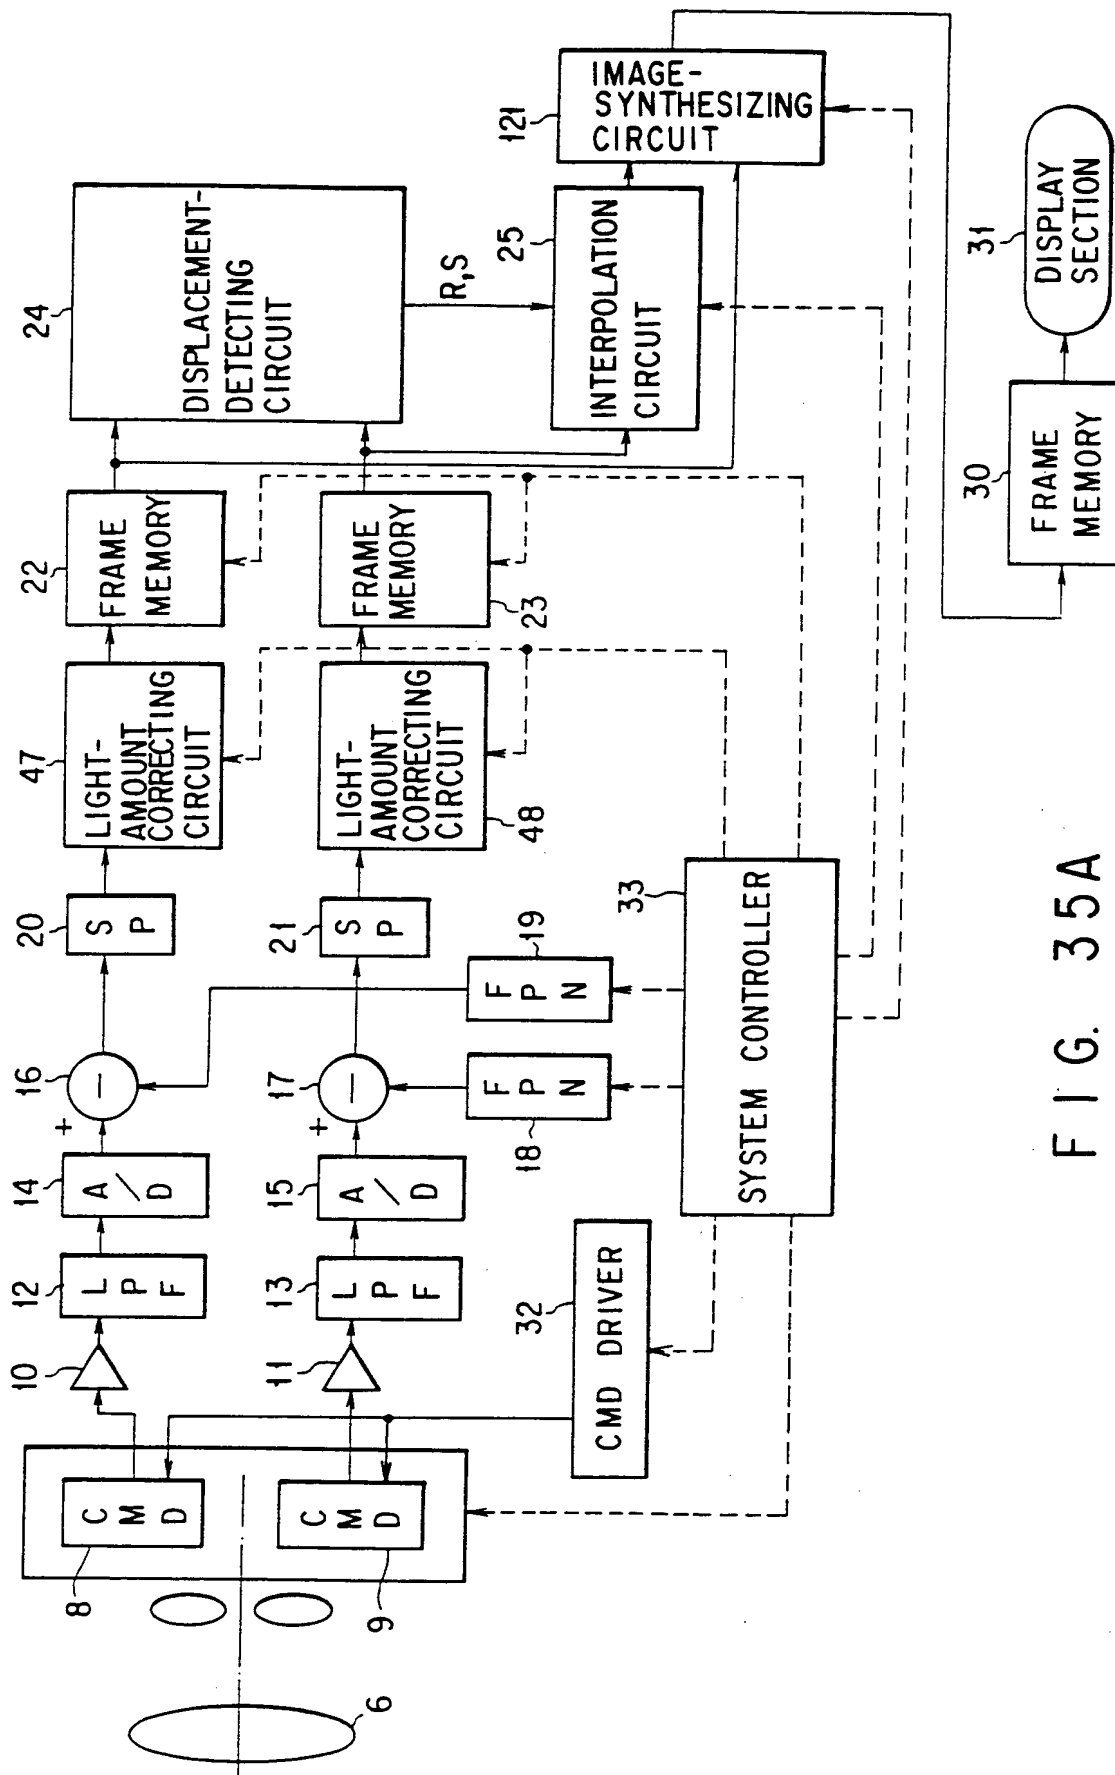 6
8
C
M
D
9
C
M
D
10
11
12
L
P
F
13
L
P
F
14
A
/
D
15
A
/
D
+
16
−
+
17
−
18
F
P
N
19
F
P
N
20
S
P
21
S
P
47
LIGHT-
AMOUNT
CORRECTING
CIRCUIT
LIGHT-
AMOUNT
CORRECTING
CIRCUIT
48
22
FRAME
MEMORY
FRAME
MEMORY
23
24
DISPLACEMENT-
DETECTING
CIRCUIT
R,S
25
INTERPOLATION
CIRCUIT
121
IMAGE-
SYNTHESIZING
CIRCUIT
32
CMD DRIVER
33
SYSTEM CONTROLLER
30
FRAME
MEMORY
31
DISPLAY
SECTION
FIG. 35A